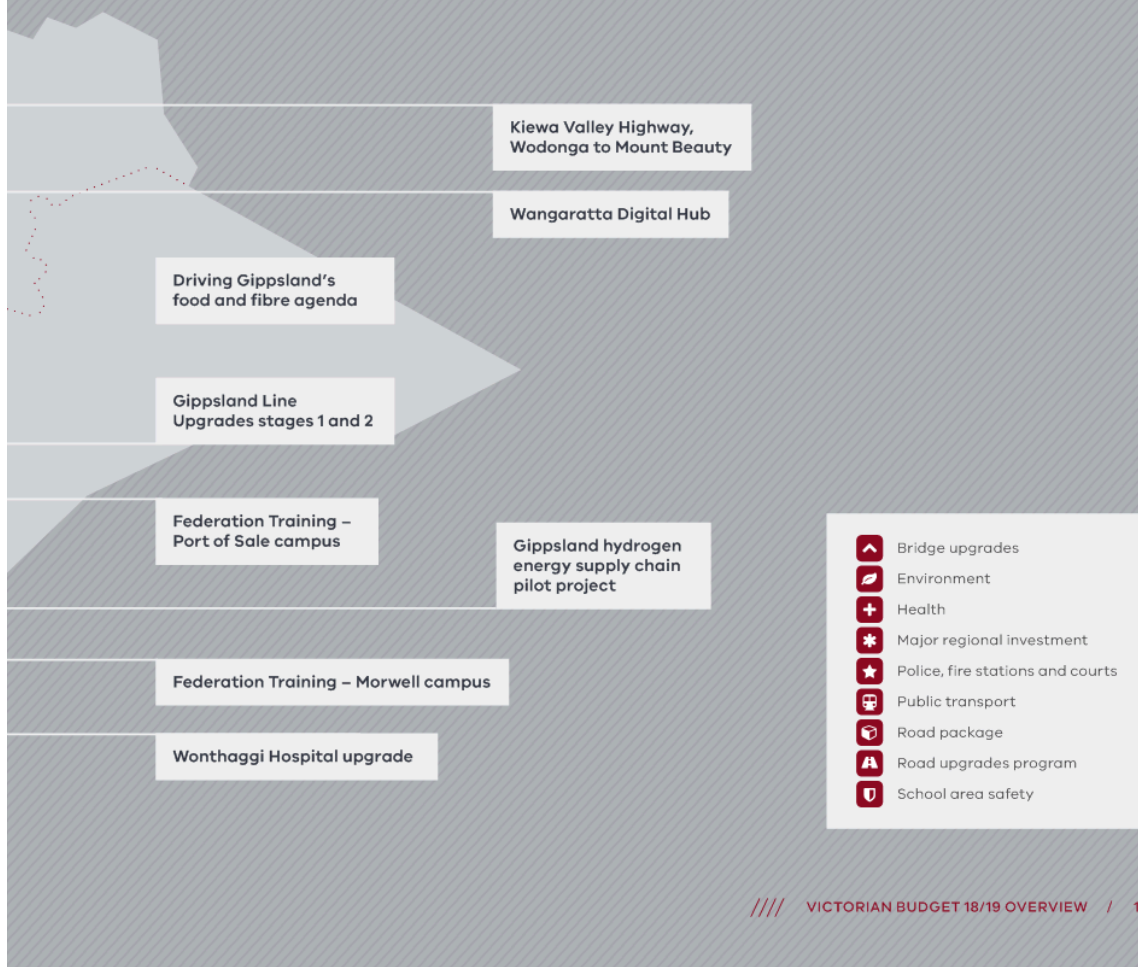 Kiewa Valley Highway,
Wodonga to Mount Beauty
Wangaratta Digital Hub
Driving Gippsland's
food and fibre agenda
Gippsland Line
Upgrades stages 1 and 2
Federation Training –
Port of Sale campus
Gippsland hydrogen
energy supply chain
pilot project
Federation Training – Morwell campus
Wonthaggi Hospital upgrade
Bridge upgrades
Environment
Health
Major regional investment
Police, fire stations and courts
Public transport
Road package
Road upgrades program
School area safety
//// VICTORIAN BUDGET 18/19 OVERVIEW /